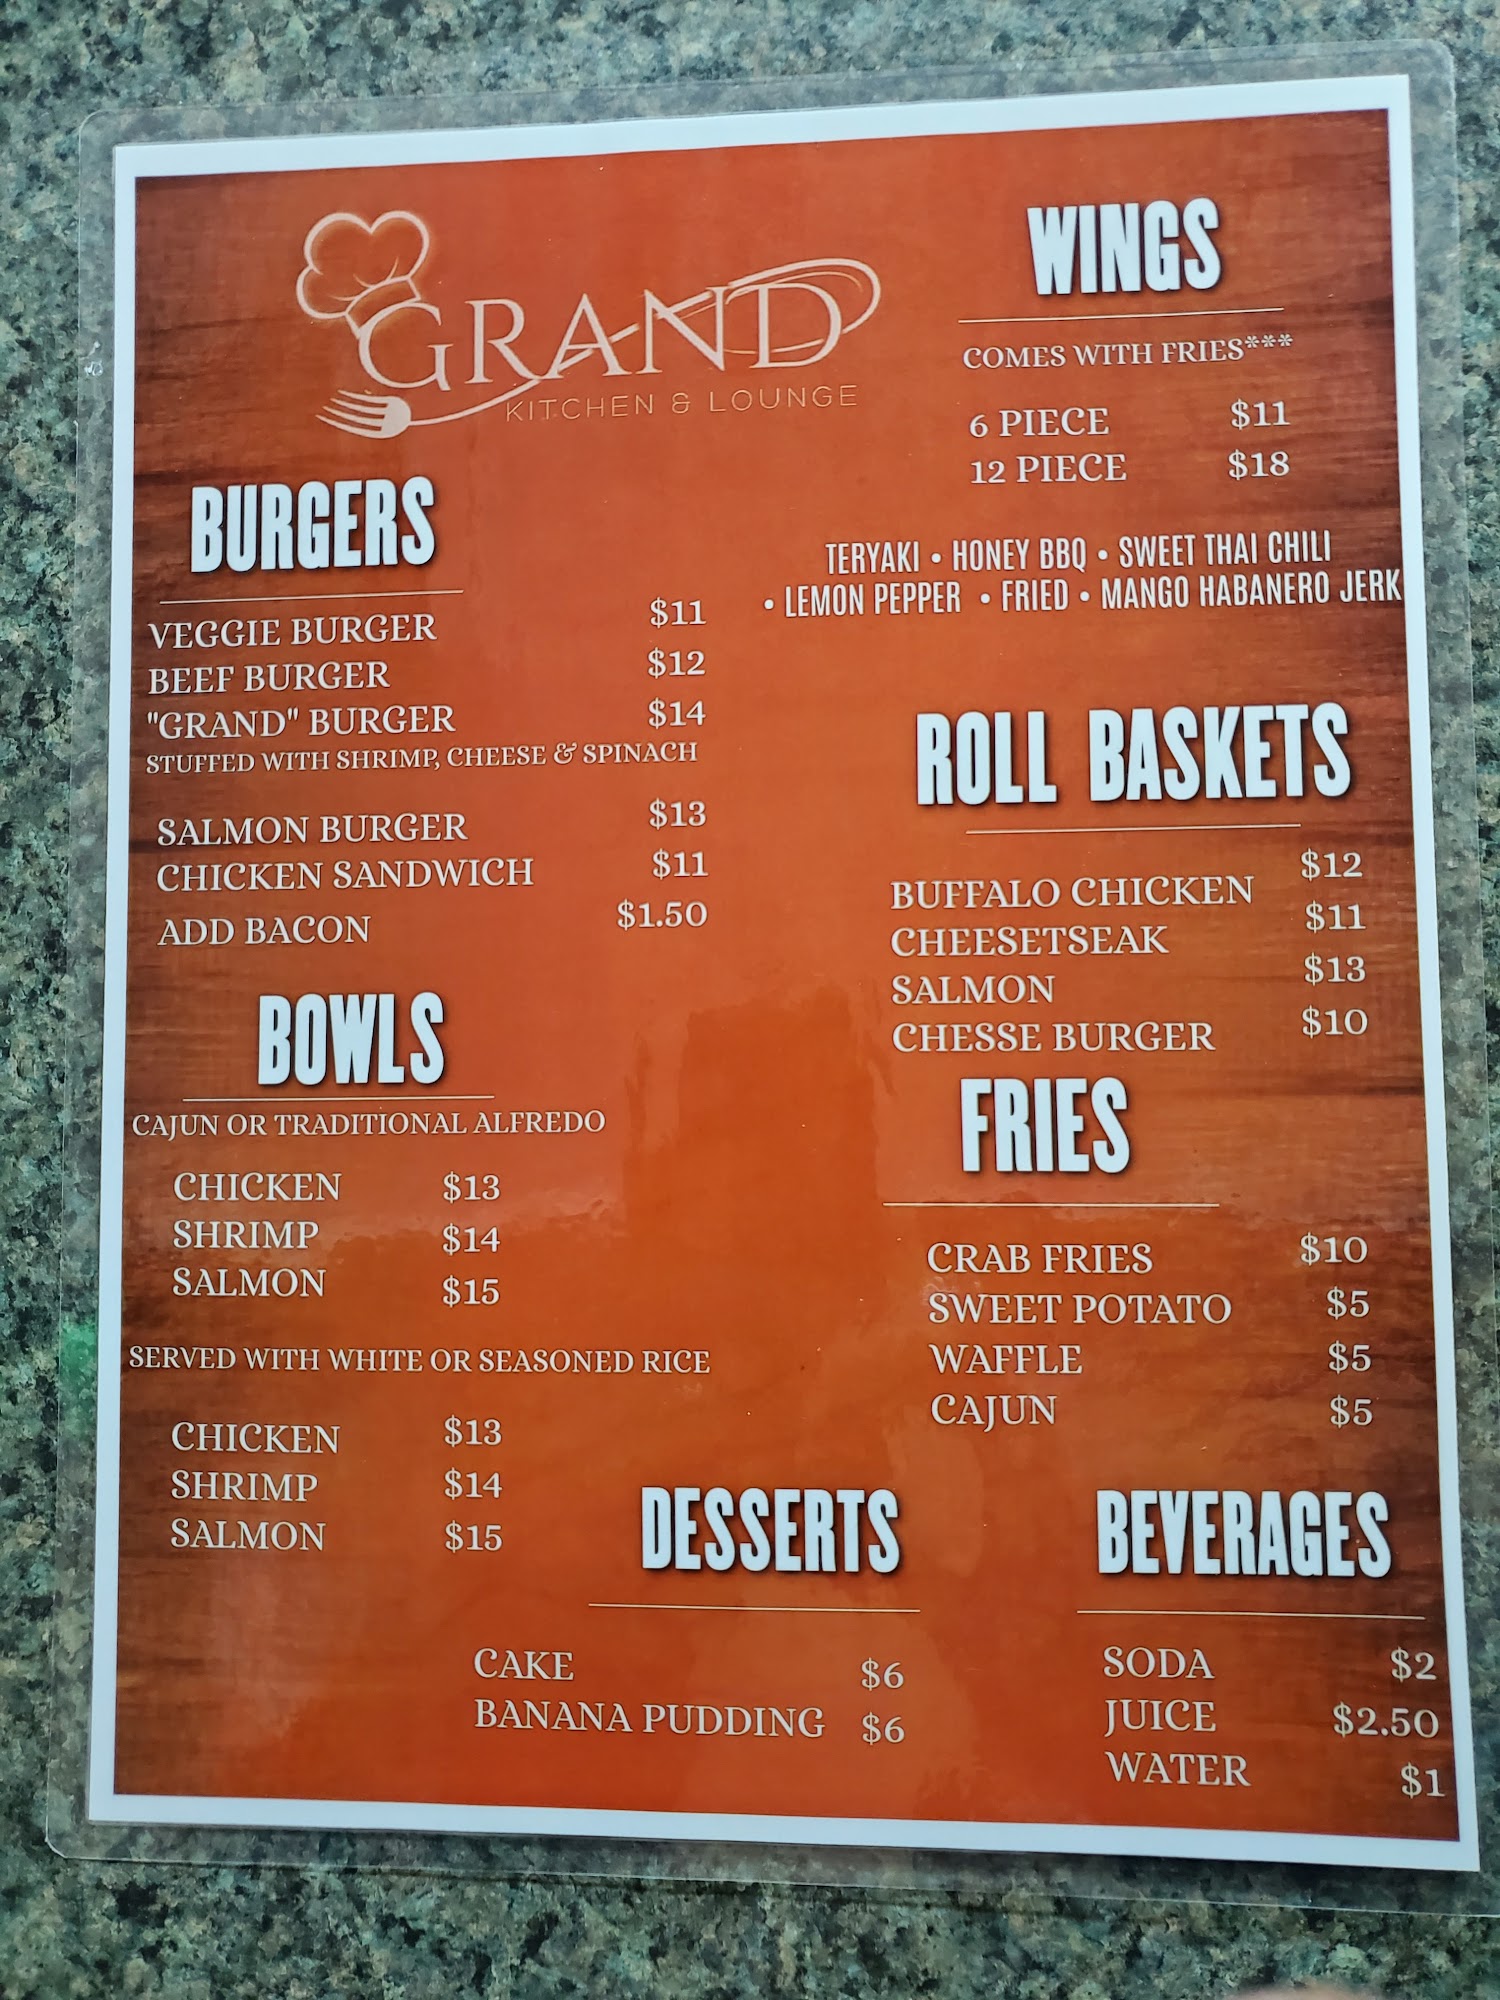 GRAND
KITCHEN & LOUNGE
BURGERS
VEGGIE BURGER $11
BEEF BURGER $12
"GRAND" BURGER $14
STUFFED WITH SHRIMP, CHEESE & SPINACH
SALMON BURGER $13
CHICKEN SANDWICH $11
ADD BACON $1.50
BOWLS
CAJUN OR TRADITIONAL ALFREDO
CHICKEN $13
SHRIMP $14
SALMON $15
SERVED WITH WHITE OR SEASONED RICE
CHICKEN $13
SHRIMP $14
SALMON $15
WINGS
COMES WITH FRIES***
6 PIECE $11
12 PIECE $18
TERYAKI • HONEY BBQ • SWEET THAI CHILI
• LEMON PEPPER • FRIED • MANGO HABANERO JERK
ROLL BASKETS
BUFFALO CHICKEN $12
CHEESETSEAK $11
SALMON $13
CHESSE BURGER $10
FRIES
CRAB FRIES $10
SWEET POTATO $5
WAFFLE $5
CAJUN $5
DESSERTS
CAKE $6
BANANA PUDDING $6
BEVERAGES
SODA $2
JUICE $2.50
WATER $1